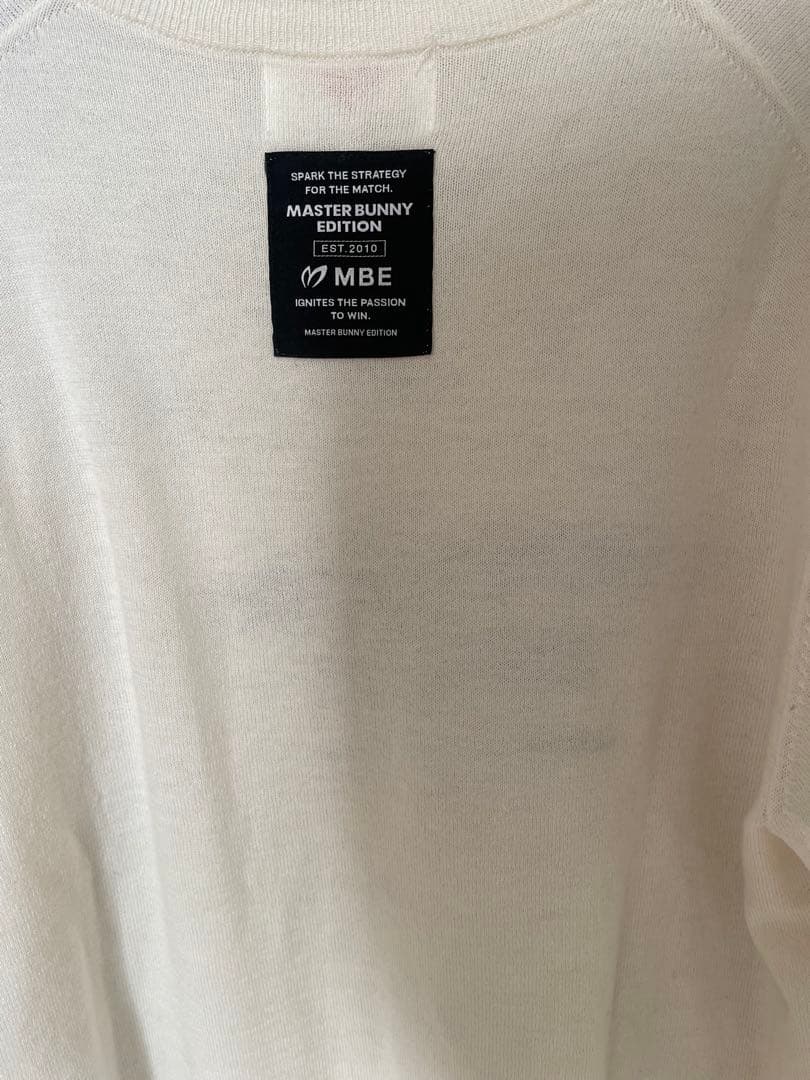 SPARK THE STRATEGY
FOR THE MATCH.
MASTER BUNNY
EDITION
EST.2010
MBE
IGNITES THE PASSION
TO WIN.
MASTER BUNNY EDITION